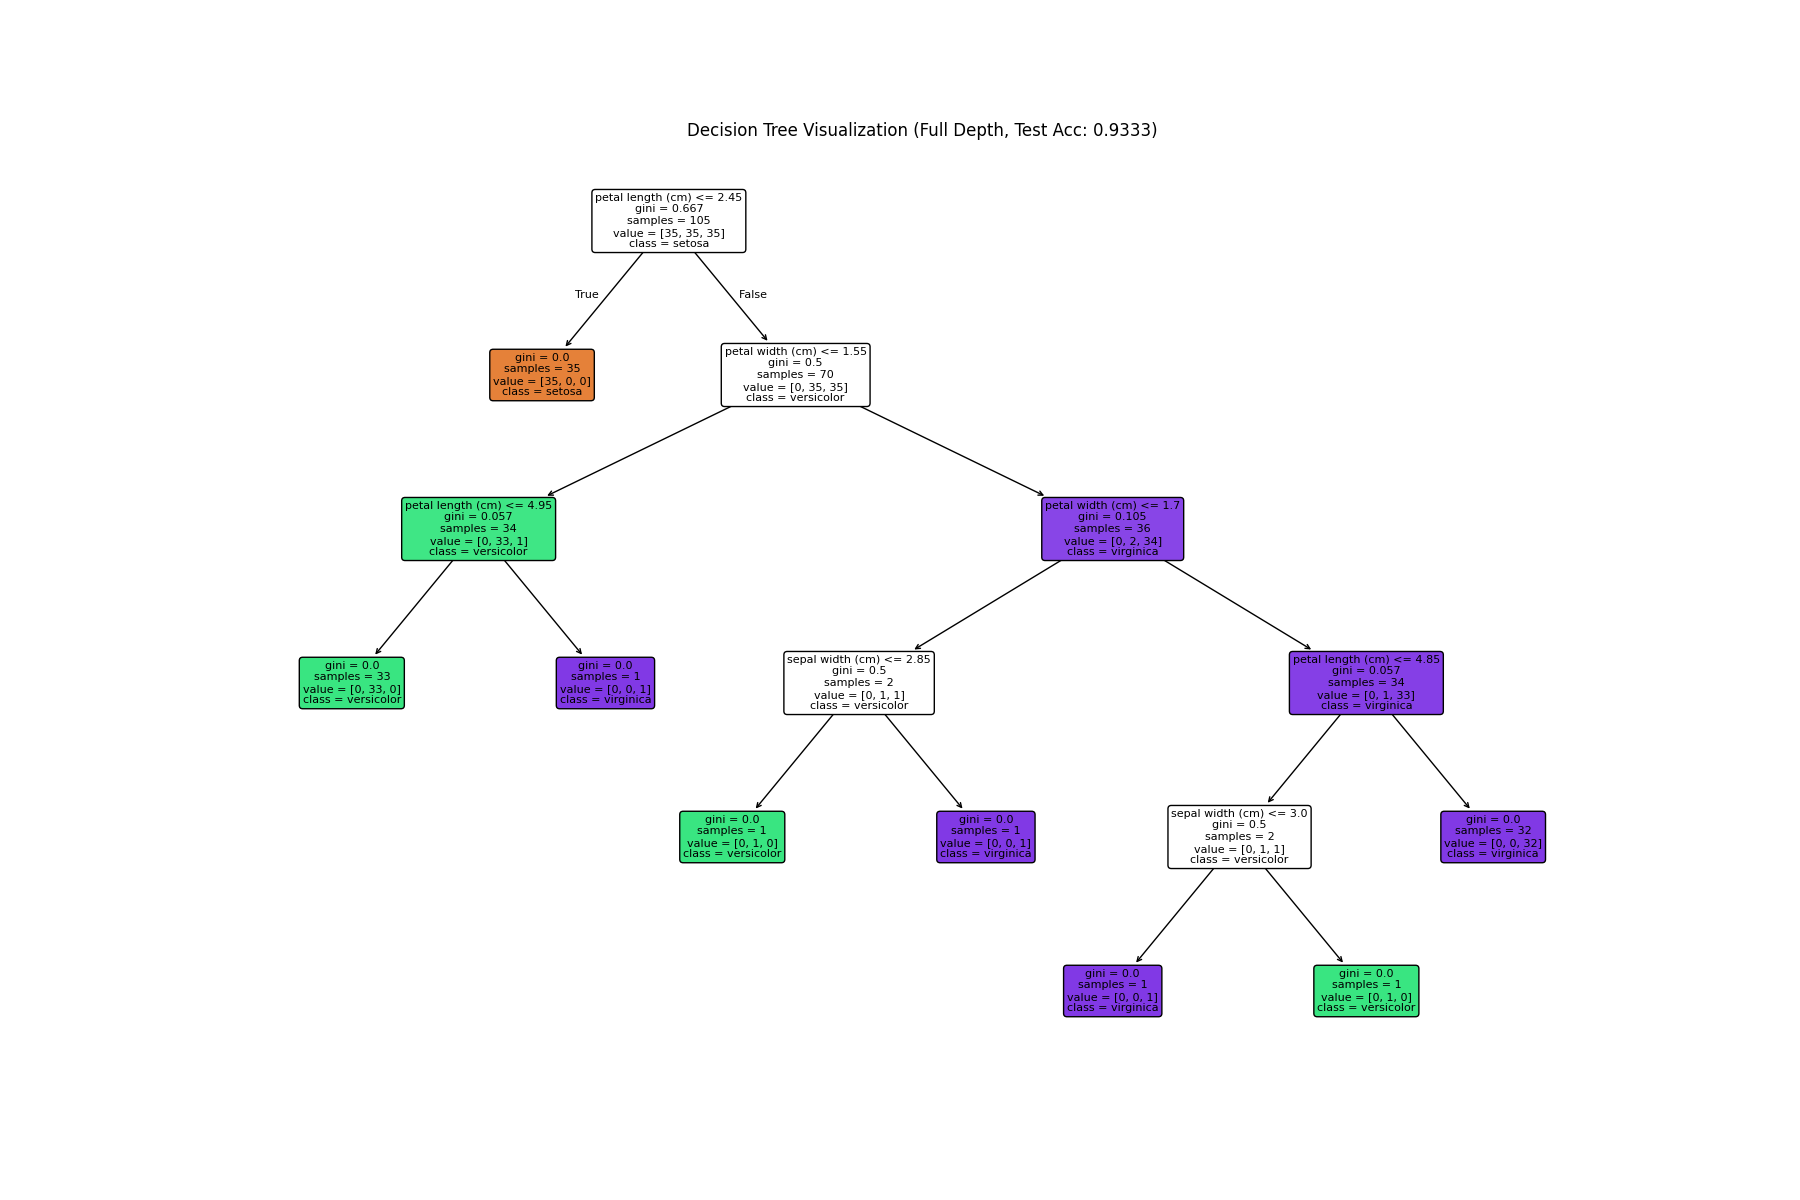 Decision Tree Visualization (Full Depth, Test Acc: 0.9333)
petal length (cm) <= 2.45
gini = 0.667
samples = 105
value = [35, 35, 35]
class = setosa
True
False
gini = 0.0
samples = 35
value = [35, 0, 0]
class = setosa
petal width (cm) <= 1.55
gini = 0.5
samples = 70
value = [0, 35, 35]
class = versicolor
petal length (cm) <= 4.95
gini = 0.057
samples = 34
value = [0, 33, 1]
class = versicolor
petal width (cm) <= 1.7
gini = 0.105
samples = 36
value = [0, 2, 34]
class = virginica
gini = 0.0
samples = 33
value = [0, 33, 0]
class = versicolor
gini = 0.0
samples = 1
value = [0, 0, 1]
class = virginica
sepal width (cm) <= 2.85
gini = 0.5
samples = 2
value = [0, 1, 1]
class = versicolor
petal length (cm) <= 4.85
gini = 0.057
samples = 34
value = [0, 1, 33]
class = virginica
gini = 0.0
samples = 1
value = [0, 1, 0]
class = versicolor
gini = 0.0
samples = 1
value = [0, 0, 1]
class = virginica
sepal width (cm) <= 3.0
gini = 0.5
samples = 2
value = [0, 1, 1]
class = versicolor
gini = 0.0
samples = 32
value = [0, 0, 32]
class = virginica
gini = 0.0
samples = 1
value = [0, 0, 1]
class = virginica
gini = 0.0
samples = 1
value = [0, 1, 0]
class = versicolor